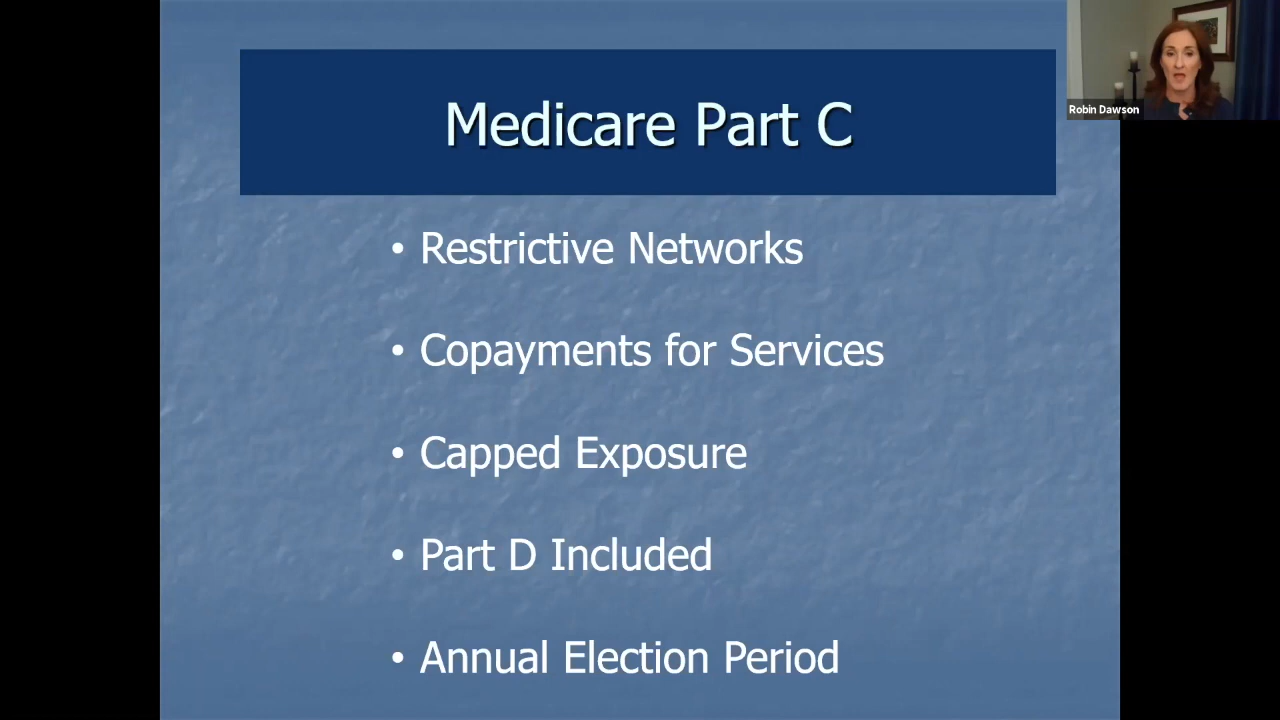 Medicare Part C
Robin Dawson
• Restrictive Networks
• Copayments for Services
• Capped Exposure
• Part D Included
• Annual Election Period